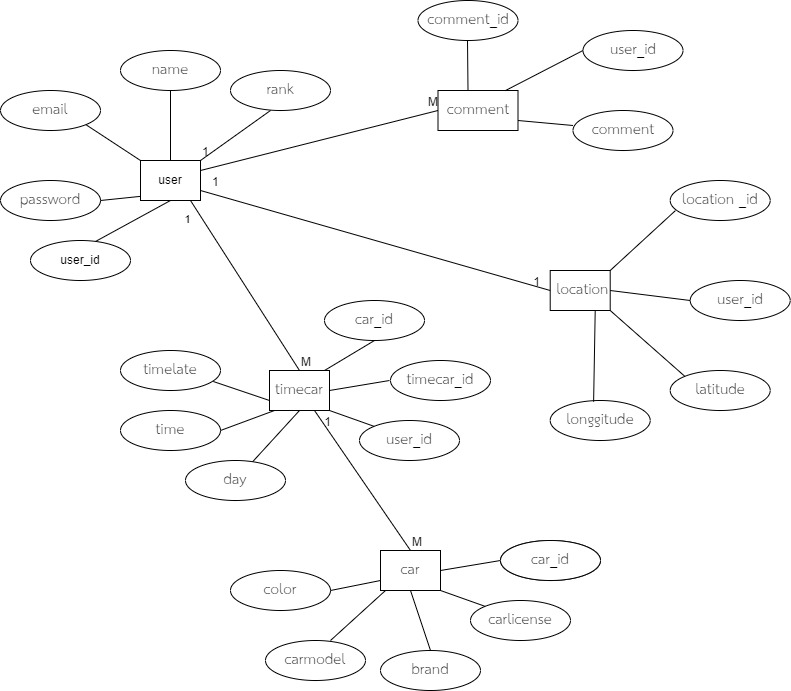 comment_id
user_id
name
rank
M
comment
email
comment
1
user
1
password
location _id
1
user_id
1
location
user_id
car_id
M
timelate
timecar
timecar_id
latitude
longgitude
time
1
user_id
day
M
car
car_id
color
carlicense
carmodel
brand